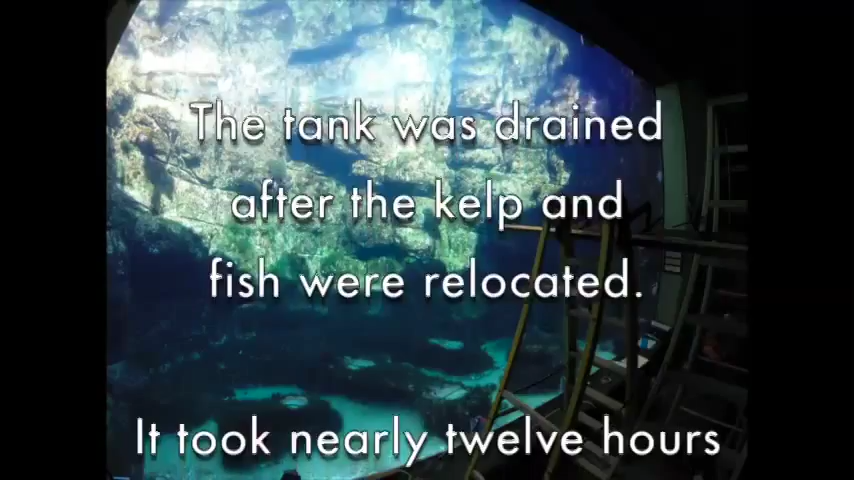 The tank was drained
after the kelp and
fish were relocated.
It took nearly twelve hours